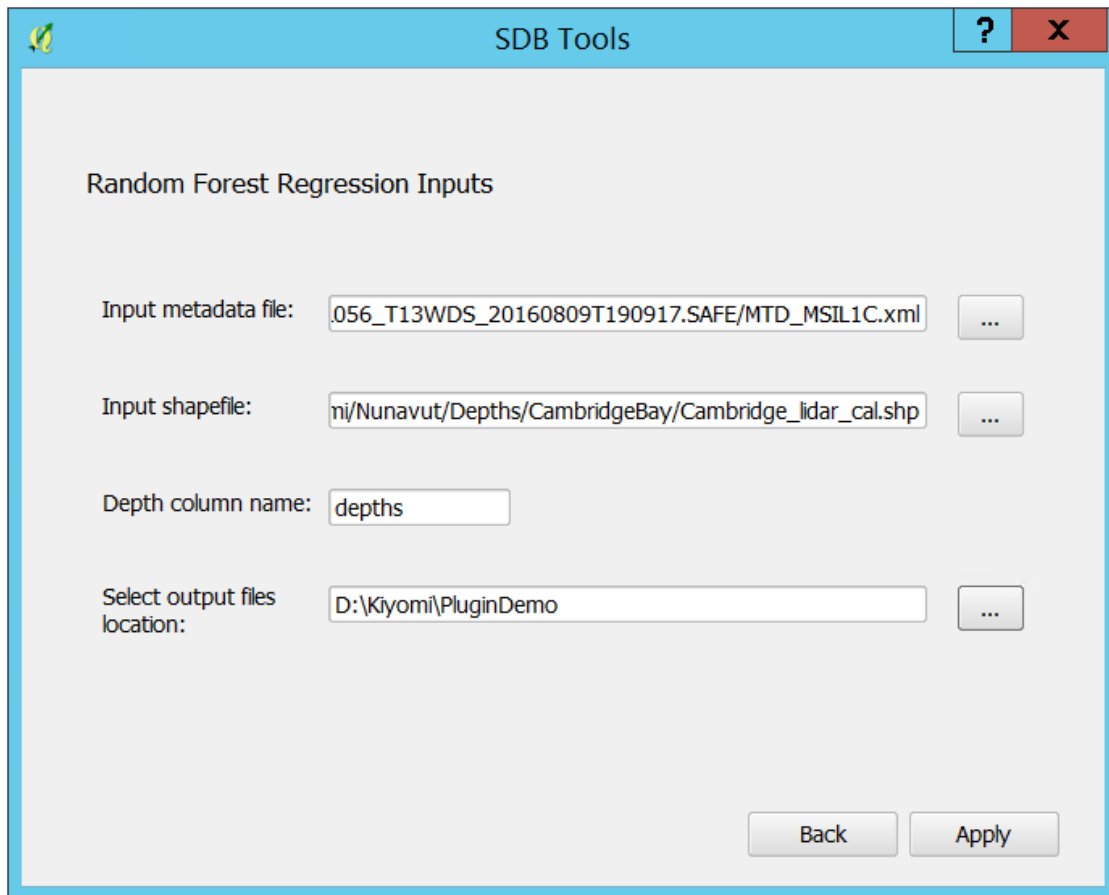 SDB Tools
?
X
Random Forest Regression Inputs
Input metadata file:
.056_T13WDS_20160809T190917.SAFE/MTD_MSIL1C.xml
...
Input shapefile:
ni/Nunavut/Depths/CambridgeBay/Cambridge_lidar_cal.shp
...
Depth column name:
depths
Select output files
location:
D:\Kiyomi\PluginDemo
...
Back
Apply